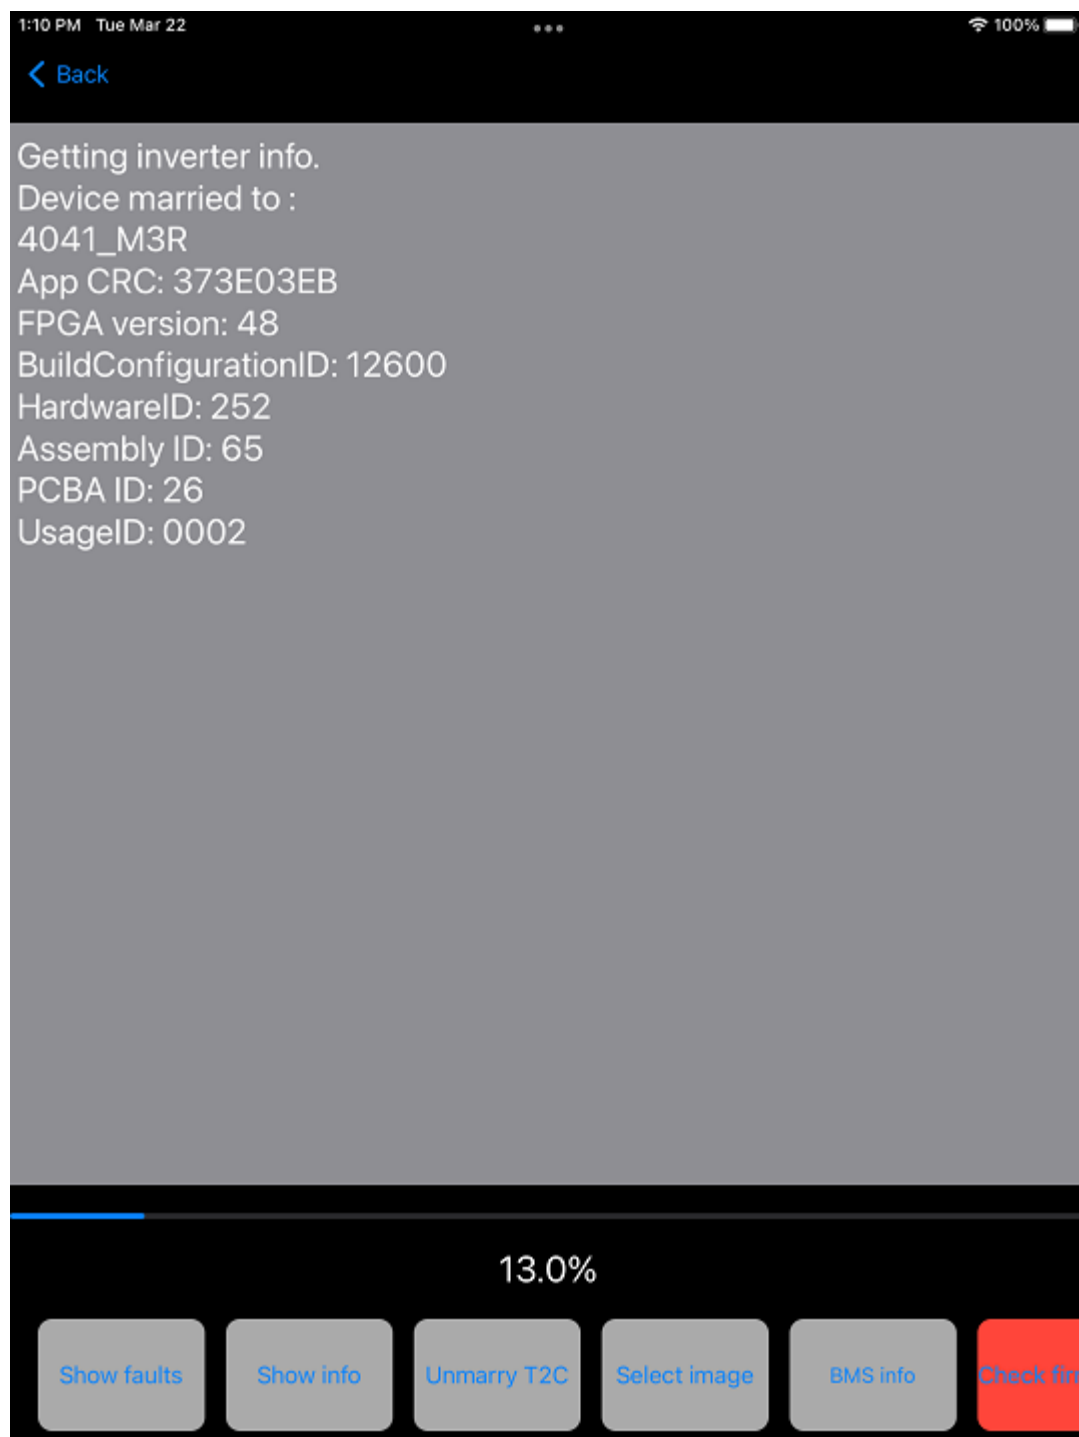 1:10 PM Tue Mar 22
100%
Back
Getting inverter info.
Device married to :
4041_M3R
App CRC: 373E03EB
FPGA version: 48
BuildConfigurationID: 12600
HardwareID: 252
Assembly ID: 65
PCBA ID: 26
UsageID: 0002
13.0%
Show faults
Show info
Unmarry T2C
Select image
BMS info
Check